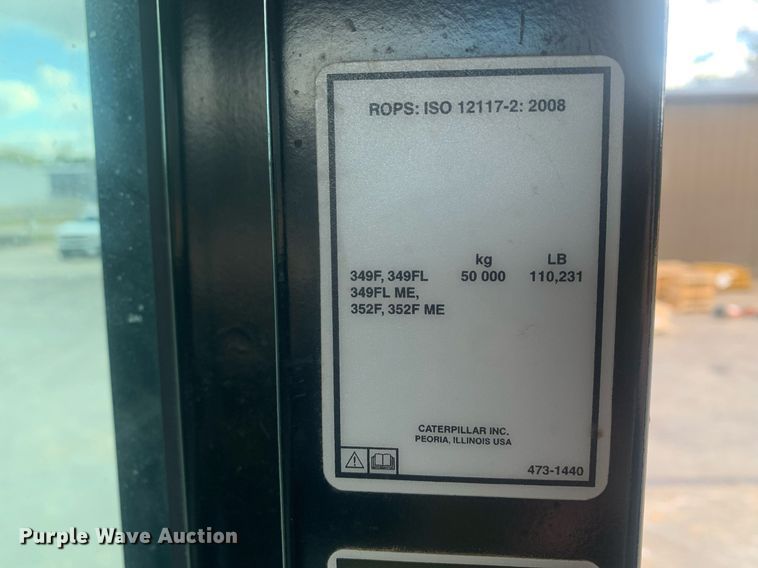 ROPS: ISO 12117-2: 2008
kg LB
349F, 349FL 50 000 110,231
349FL ME,
352F, 352F ME
CATERPILLAR INC.
PEORIA, ILLINOIS USA
473-1440
Purple Wave Auction®